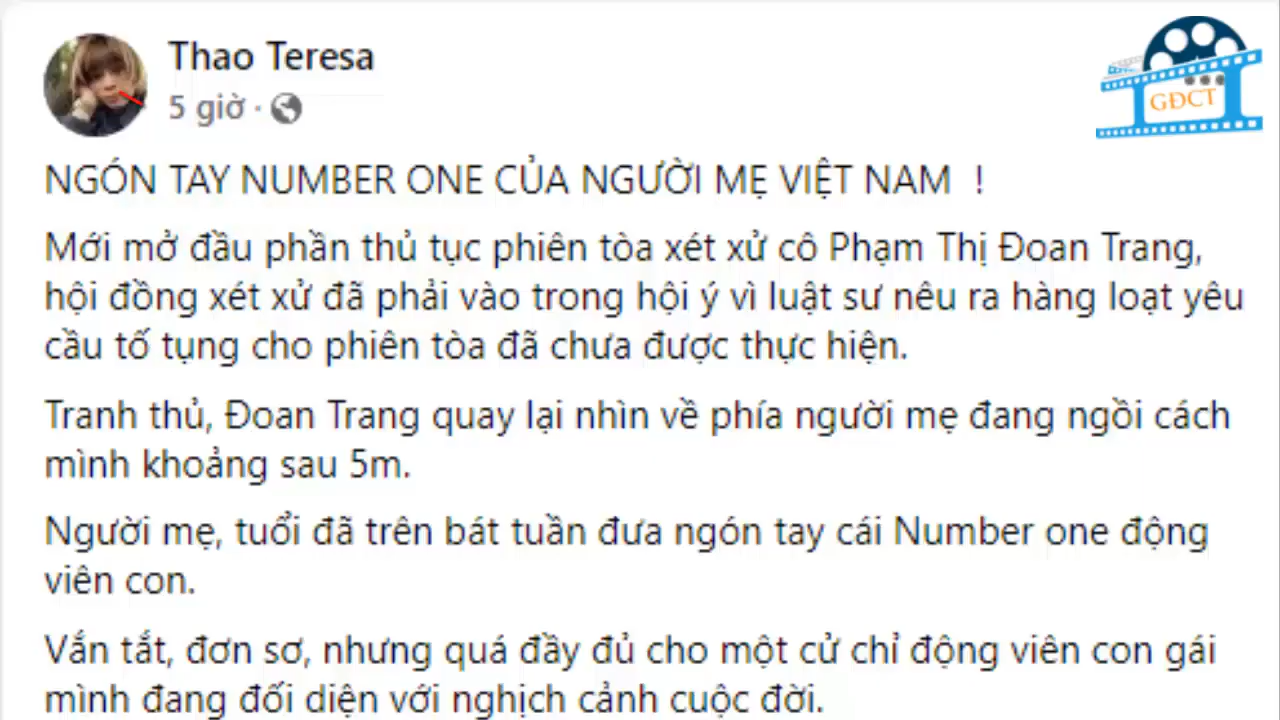 Thao Teresa
5 giờ ·
GĐCT
NGÓN TAY NUMBER ONE CỦA NGƯỜI MẸ VIỆT NAM !
Mới mở đầu phần thủ tục phiên tòa xét xử cô Phạm Thị Đoan Trang,
hội đồng xét xử đã phải vào trong hội ý vì luật sư nêu ra hàng loạt yêu
cầu tố tụng cho phiên tòa đã chưa được thực hiện.
Tranh thủ, Đoan Trang quay lại nhìn về phía người mẹ đang ngồi cách
mình khoảng sau 5m.
Người mẹ, tuổi đã trên bát tuần đưa ngón tay cái Number one động
viên con.
Vắn tắt, đơn sơ, nhưng quá đầy đủ cho một cử chỉ động viên con gái
mình đang đối diện với nghịch cảnh cuộc đời.